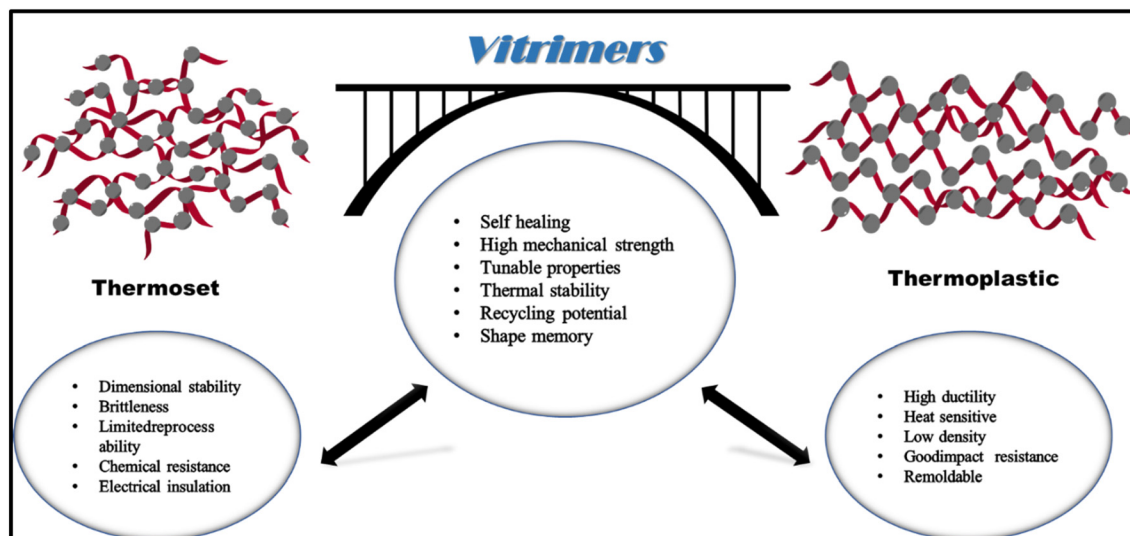 Vitrimers
• Self healing
• High mechanical strength
• Tunable properties
• Thermal stability
• Recycling potential
• Shape memory
Thermoset
• Dimensional stability
• Brittleness
• Limitedreprocess
ability
• Chemical resistance
• Electrical insulation
Thermoplastic
• High ductility
• Heat sensitive
• Low density
• Goodimpact resistance
• Remoldable